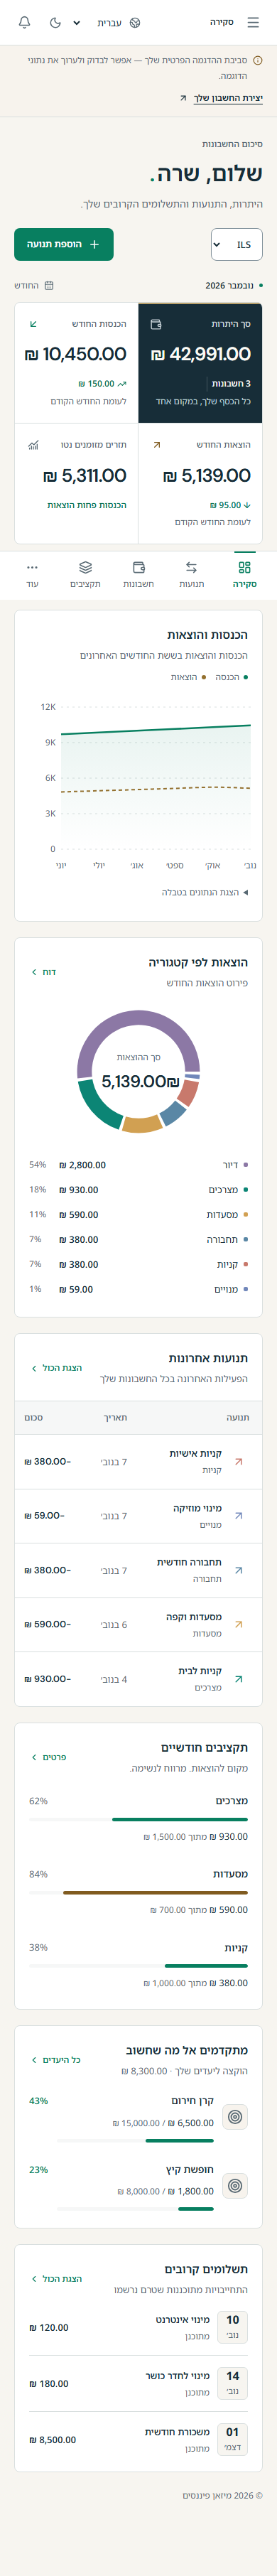 סקירה
עברית
סביבת ההדגמה הפרטית שלך — אפשר לבדוק ולערוך את נתוני
הדוגמה.
יצירת החשבון שלך
סיכום החשבונות
שלום, שרה.
היתרות, התנועות והתשלומים הקרובים שלך.
ILS
הוספת תנועה
נובמבר 2026
החודש
סך היתרות
42,991.00 ₪
3 חשבונות
כל הכסף שלך, במקום אחד
הכנסות החודש
10,450.00 ₪
150.00 ₪
לעומת החודש הקודם
הוצאות החודש
5,139.00 ₪
95.00 ₪
לעומת החודש הקודם
תזרים מזומנים נטו
5,311.00 ₪
הכנסות פחות הוצאות
סקירה
תנועות
חשבונות
תקציבים
עוד
הכנסות והוצאות
הכנסות והוצאות בששת החודשים האחרונים
הכנסה
הוצאות
12K
9K
6K
3K
0
יוני
יולי
אוג׳
ספט׳
אוק׳
נוב׳
הצגת הנתונים בטבלה
הוצאות לפי קטגוריה
דוח
פירוט הוצאות החודש
סך ההוצאות
5,139.00₪
דיור 2,800.00 ₪ 54%
מצרכים 930.00 ₪ 18%
מסעדות 590.00 ₪ 11%
תחבורה 380.00 ₪ 7%
קניות 380.00 ₪ 7%
מנויים 59.00 ₪ 1%
תנועות אחרונות
הצגת הכול
הפעילות האחרונה בכל החשבונות שלך
תנועה תאריך סכום
קניות אישיות
קניות
7 בנוב׳
−380.00 ₪
מינוי מוזיקה
מנויים
7 בנוב׳
−59.00 ₪
תחבורה חודשית
תחבורה
7 בנוב׳
−380.00 ₪
מסעדות וקפה
מסעדות
6 בנוב׳
−590.00 ₪
קניות לבית
מצרכים
4 בנוב׳
−930.00 ₪
תקציבים חודשיים
פרטים
מקום להוצאות. מרווח לנשימה.
מצרכים 62%
930.00 ₪ מתוך 1,500.00 ₪
מסעדות 84%
590.00 ₪ מתוך 700.00 ₪
קניות 38%
380.00 ₪ מתוך 1,000.00 ₪
מתקדמים אל מה שחשוב
כל היעדים
הוקצה ליעדים שלך · 8,300.00 ₪
קרן חירום 43%
6,500.00 ₪ / 15,000.00 ₪
חופשת קיץ 23%
1,800.00 ₪ / 8,000.00 ₪
תשלומים קרובים
הצגת הכול
התחייבויות מתוכננות שטרם נרשמו
10
נוב׳
מינוי אינטרנט
מתוכנן
120.00 ₪
14
נוב׳
מינוי לחדר כושר
מתוכנן
180.00 ₪
01
דצמ׳
משכורת חודשית
מתוכנן
8,500.00 ₪
© 2026 מיזאן פיננסים